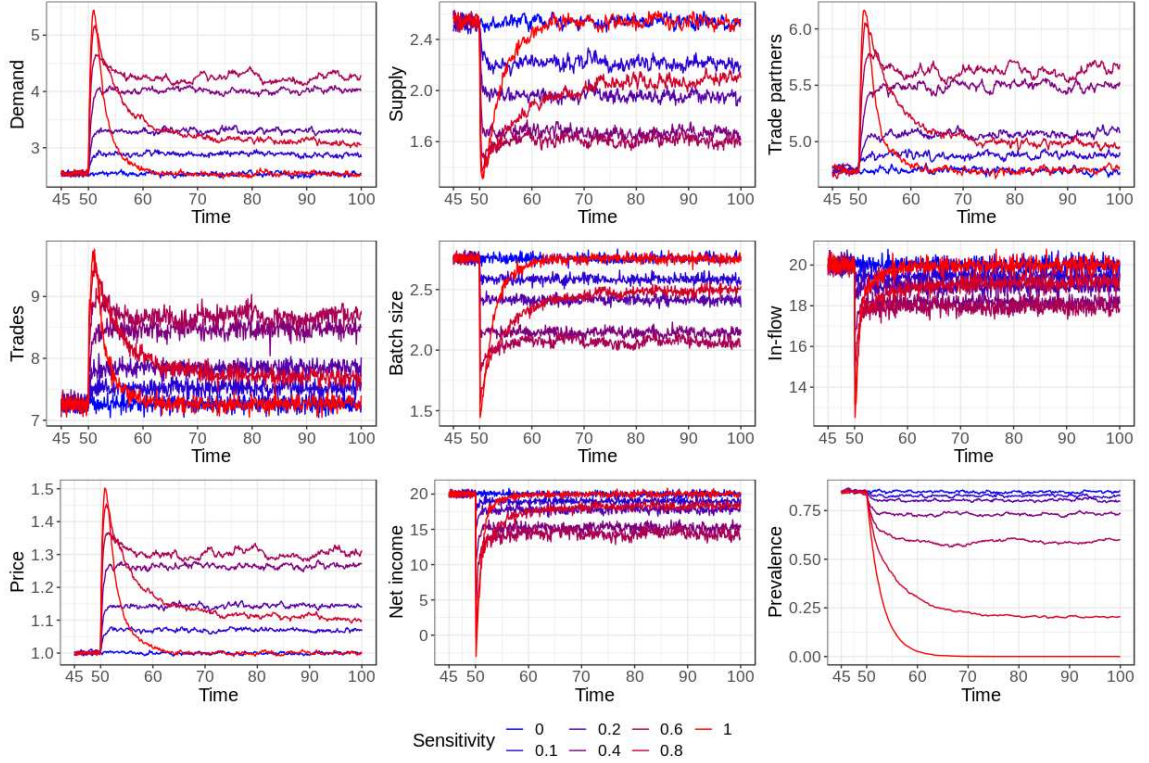 Demand
5
4
3
45 50 60 70 80 90 100
Time
Supply
2.4
2.0
1.6
45 50 60 70 80 90 100
Time
Trade partners
6.0
5.5
5.0
45 50 60 70 80 90 100
Time
Trades
9
8
7
45 50 60 70 80 90 100
Time
Batch size
2.5
2.0
1.5
45 50 60 70 80 90 100
Time
In-flow
20
18
16
14
45 50 60 70 80 90 100
Time
Price
1.5
1.4
1.3
1.2
1.1
1.0
45 50 60 70 80 90 100
Time
Net income
20
15
10
5
0
45 50 60 70 80 90 100
Time
Prevalence
0.75
0.50
0.25
0.00
45 50 60 70 80 90 100
Time
Sensitivity
0 0.2 0.6 1
0.1 0.4 0.8